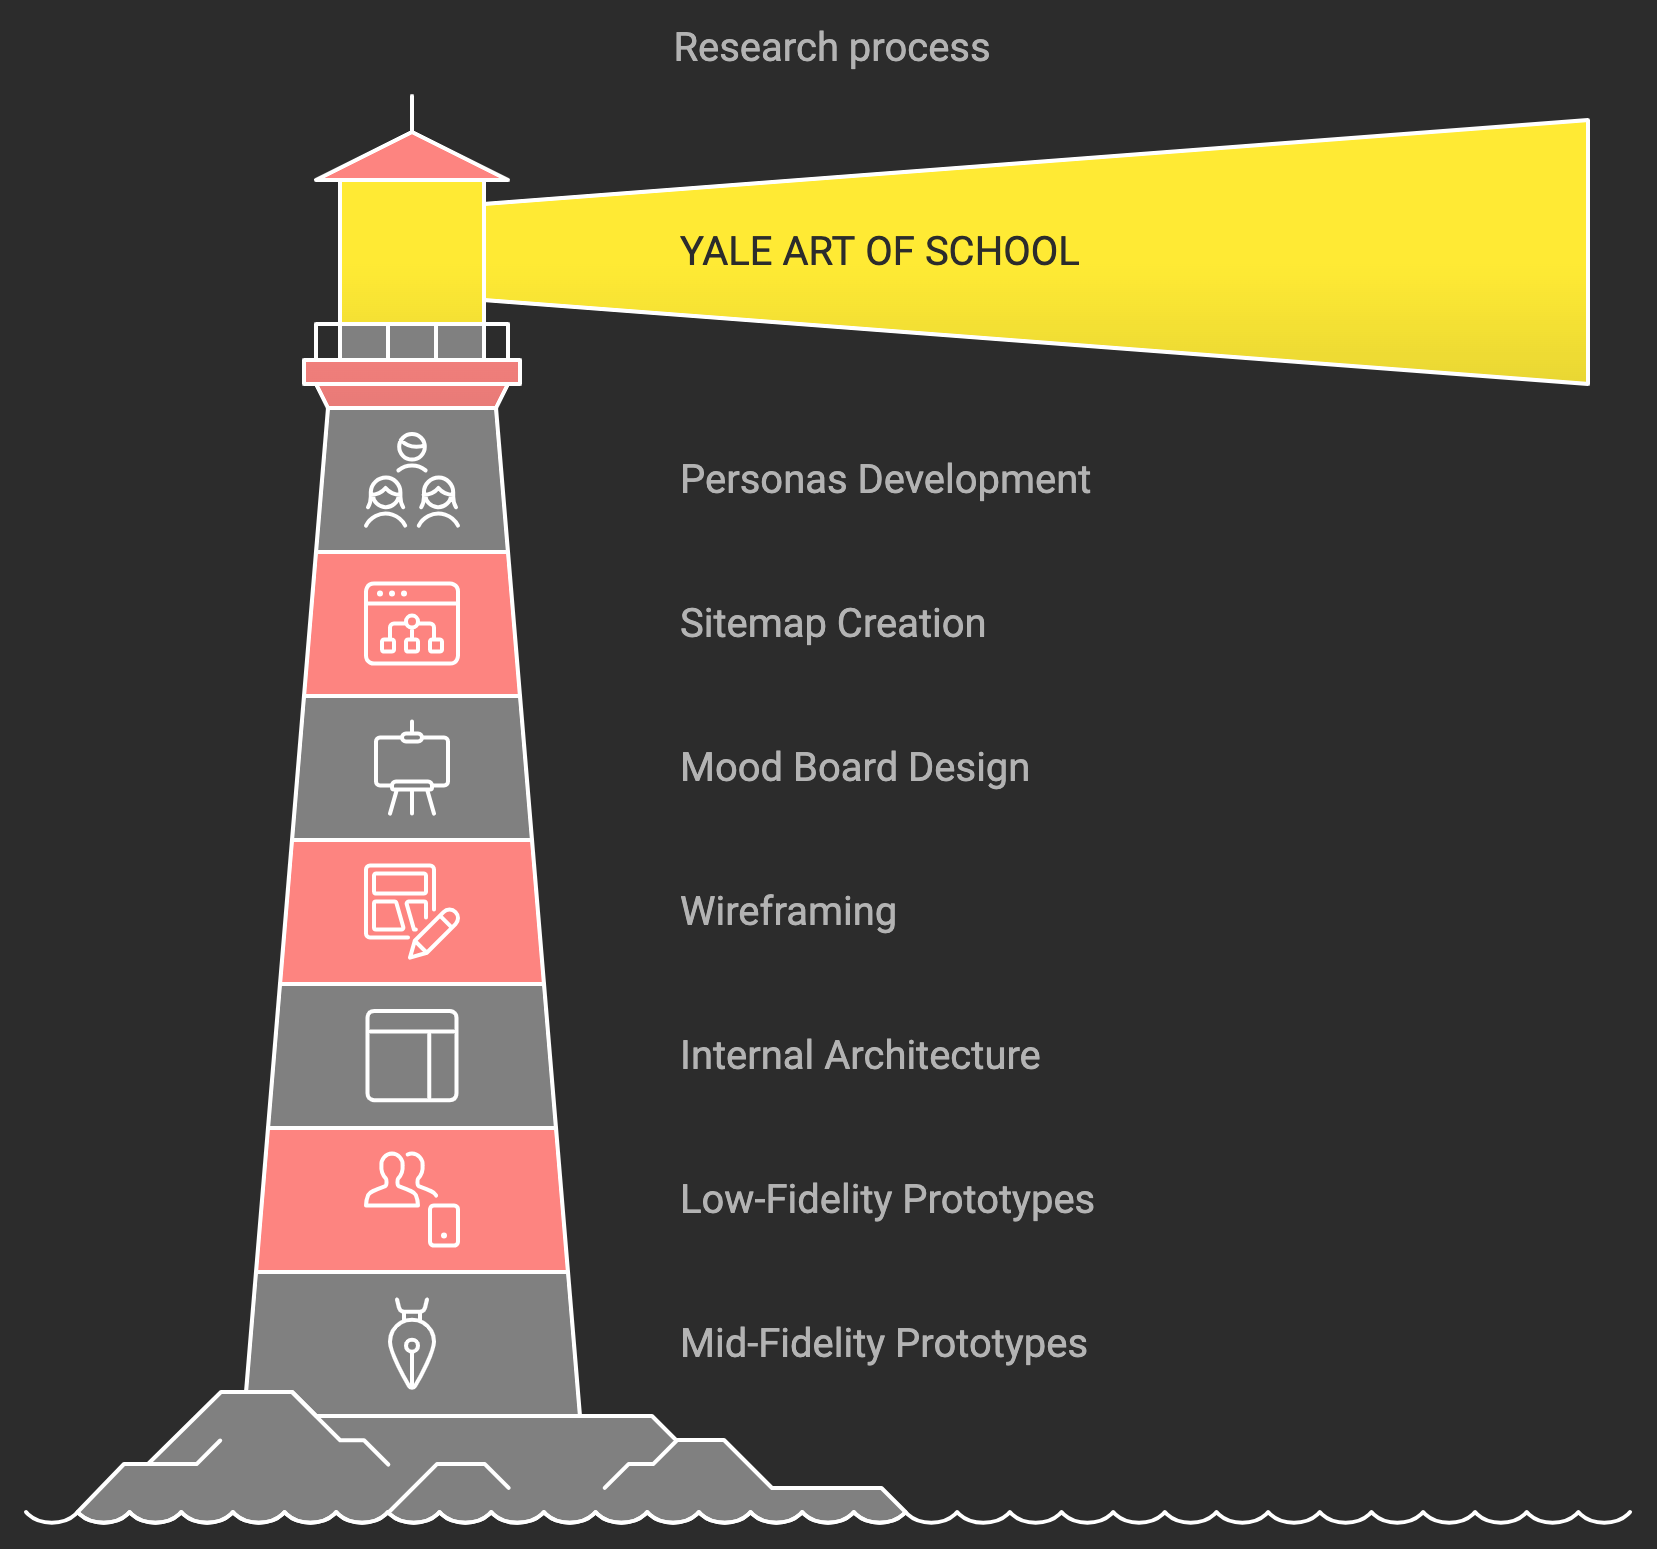 Research process
YALE ART OF SCHOOL
Personas Development
Sitemap Creation
Mood Board Design
Wireframing
Internal Architecture
Low-Fidelity Prototypes
Mid-Fidelity Prototypes